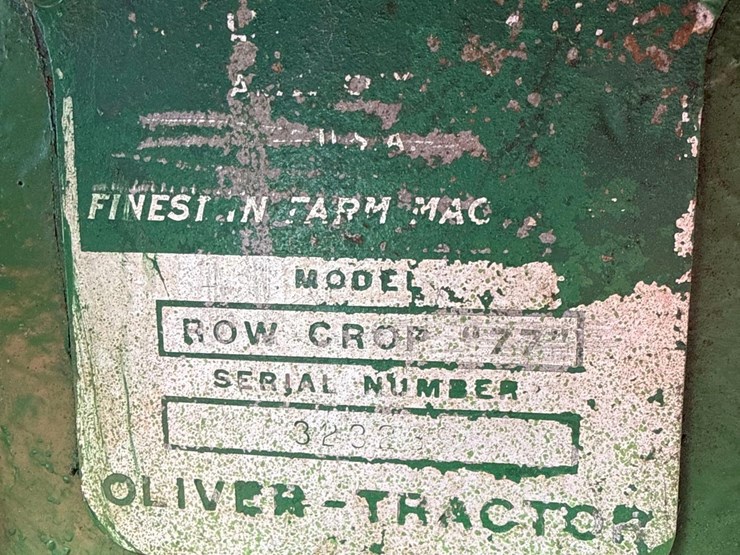 U.S.A.
FINEST IN FARM MAC
MODEL
ROW CROP "77"
SERIAL NUMBER
OLIVER-TRACTOR